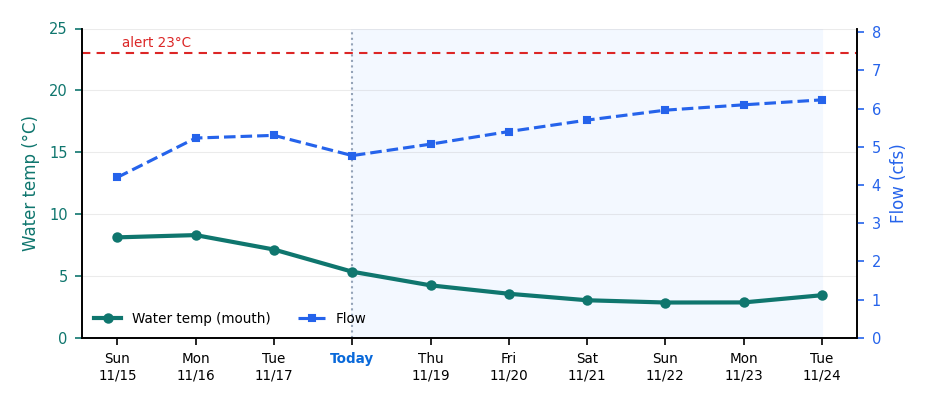 alert 23°C
Water temp (°C)
25
20
15
10
5
0
8
7
6
5
4
3
2
1
0
Flow (cfs)
Water temp (mouth)
Flow
Sun
11/15
Mon
11/16
Tue
11/17
Today
Thu
11/19
Fri
11/20
Sat
11/21
Sun
11/22
Mon
11/23
Tue
11/24